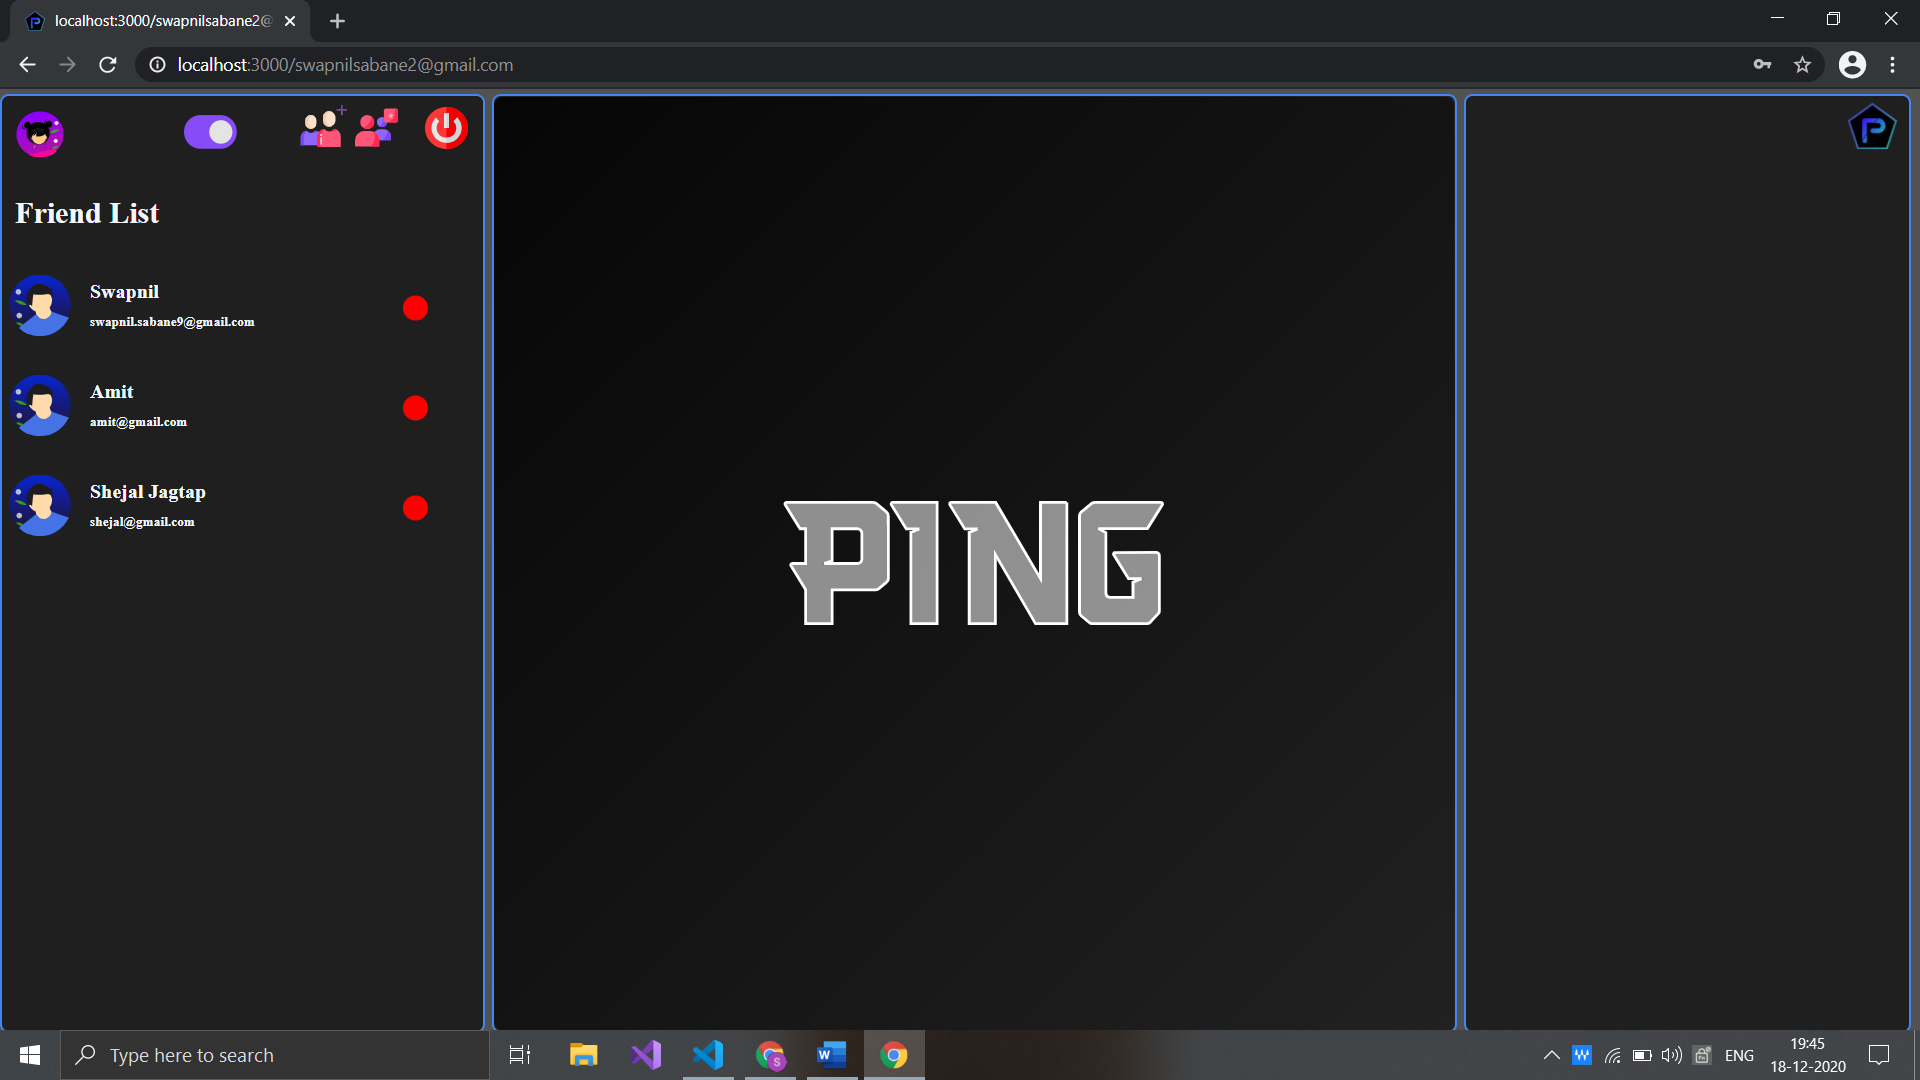 localhost:3000/swapnilsabane2@
localhost:3000/swapnilsabane2@gmail.com
Friend List
Swapnil
swapnil.sabane9@gmail.com
Amit
amit@gmail.com
Shejal Jagtap
shejal@gmail.com
PING
P
Type here to search
ENG
19:45
18-12-2020